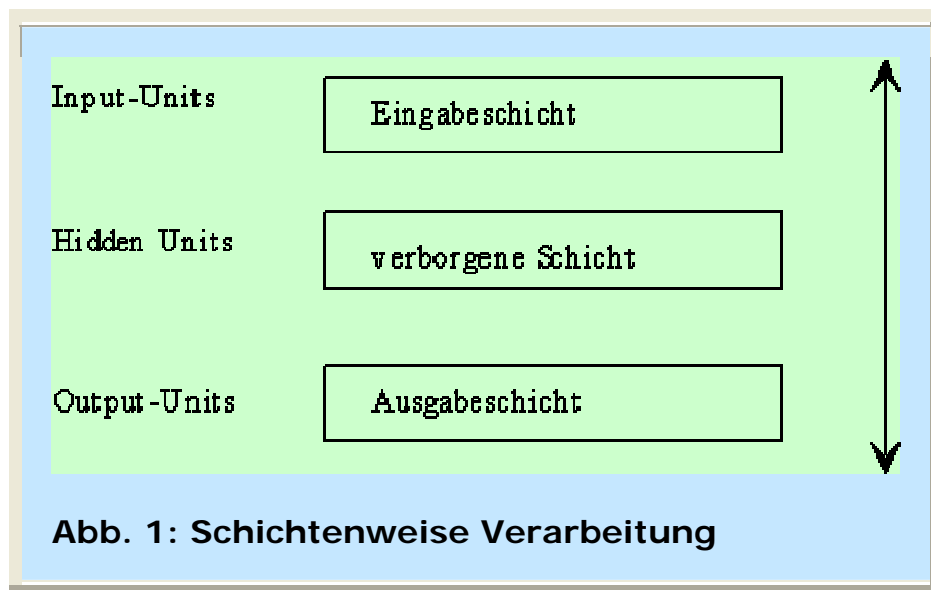 Input-Units
Eingabeschicht
Hidden Units
verborgene Schicht
Output-Units
Ausgabeschicht
Abb. 1: Schichtenweise Verarbeitung